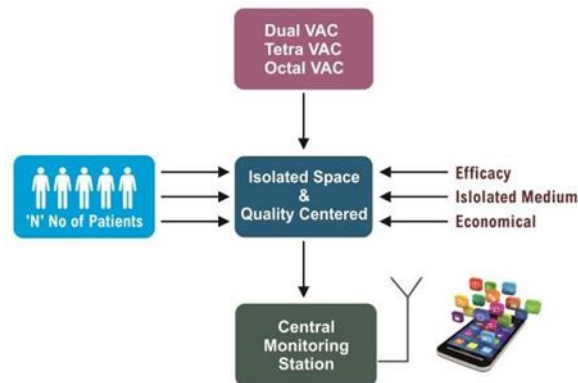 Dual VAC
Tetra VAC
Octal VAC
'N' No of Patients
Isolated Space
&
Quality Centered
Efficacy
Islolated Medium
Economical
Central
Monitoring
Station